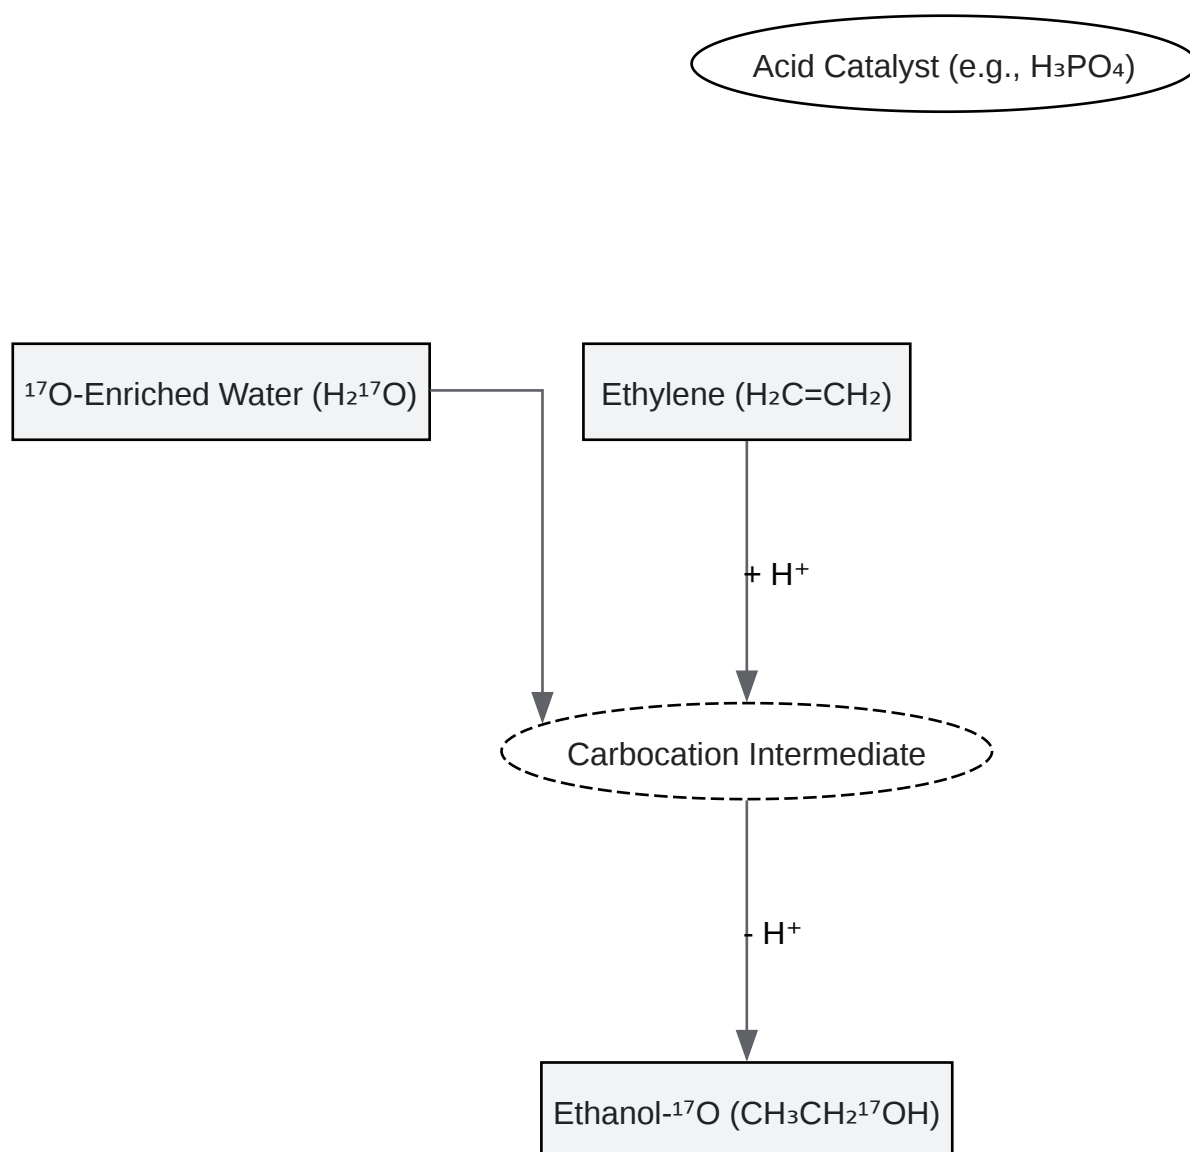 Acid Catalyst (e.g., H₃PO₄)
¹⁷O-Enriched Water (H₂¹⁷O)
Ethylene (H₂C=CH₂)
+ H⁺
Carbocation Intermediate
- H⁺
Ethanol-¹⁷O (CH₃CH₂¹⁷OH)